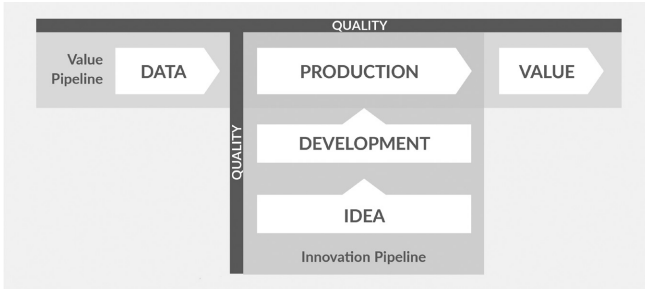 QUALITY
Value
Pipeline
DATA
PRODUCTION
VALUE
QUALITY
DEVELOPMENT
IDEA
Innovation Pipeline